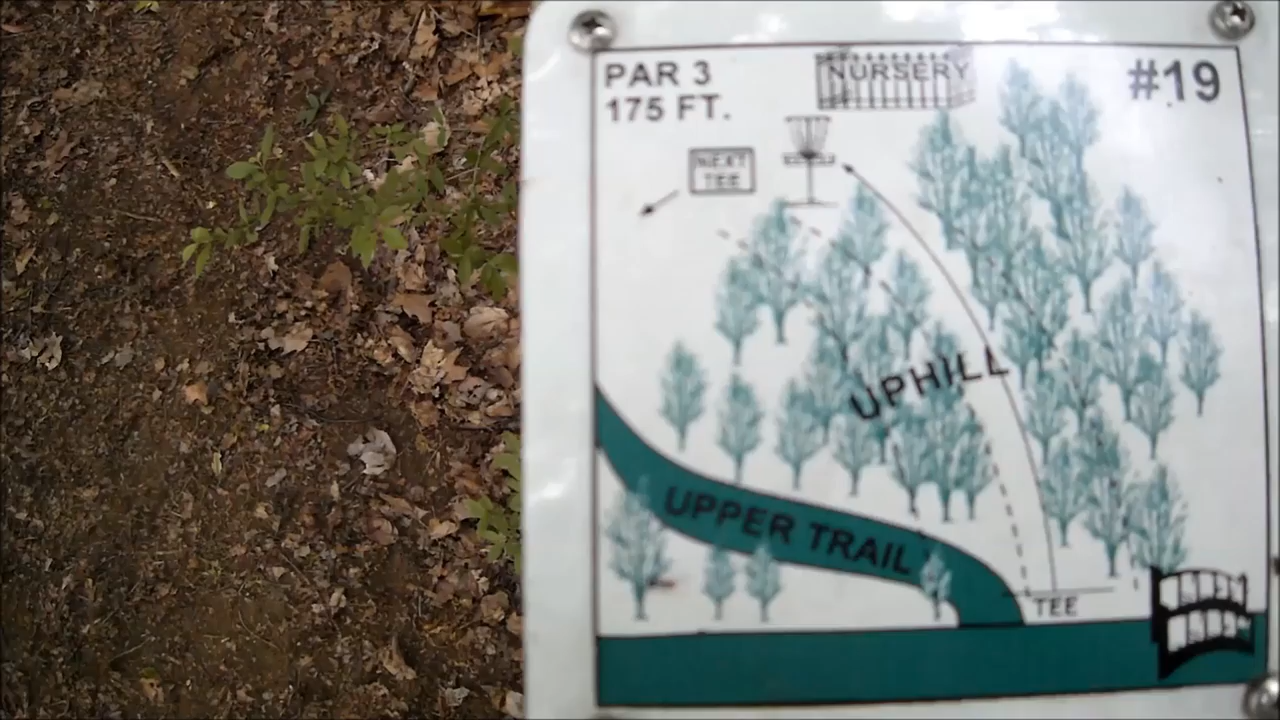 PAR 3
175 FT.
NURSERY
#19
NEXT
TEE
UPHILL
UPPER TRAIL
TEE